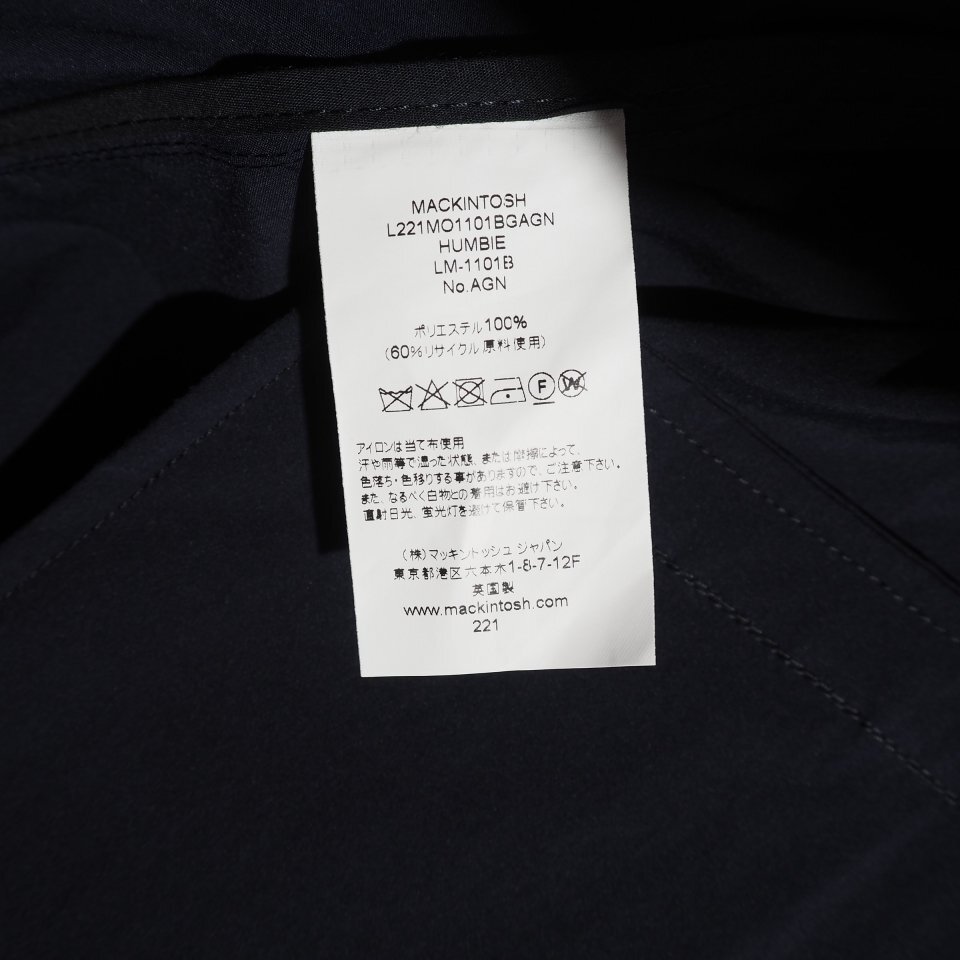 MACKINTOSH
L221MO1101BGAGN
HUMBIE
LM-1101B
No.AGN
ポリエステル100%
(60%リサイクル原料使用)
F
W
アイロンは当て布使用
汗や雨等で湿った状態、または摩擦によって、
色落ち・色移りする事がありますので、ご注意下さい。
また、なるべく白物との着用はお避け下さい。
直射日光、蛍光灯を避けて保管下さい。
(株)マッキントッシュ ジャパン
東京都港区六本木1-8-7-12F
英国製
www.mackintosh.com
221